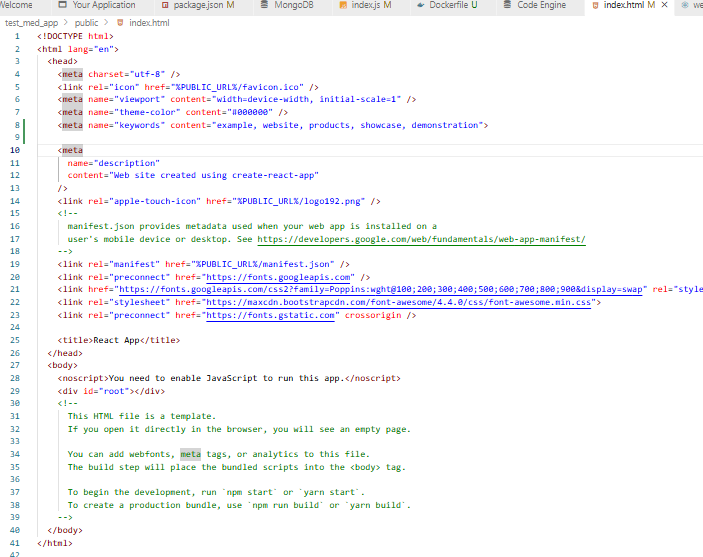 Welcome Your Application package.json M MongoDB index.js M Dockerfile U Code Engine index.html M we
test_med_app > public > index.html
1 <!DOCTYPE html>
2 <html lang="en">
3 <head>
4 <meta charset="utf-8" />
5 <link rel="icon" href="%PUBLIC_URL%/favicon.ico" />
6 <meta name="viewport" content="width=device-width, initial-scale=1" />
7 <meta name="theme-color" content="#000000" />
8 <meta name="keywords" content="example, website, products, showcase, demonstration">
9
10 <meta
11 name="description"
12 content="Web site created using create-react-app"
13 />
14 <link rel="apple-touch-icon" href="%PUBLIC_URL%/logo192.png" />
15 <!--
16 manifest.json provides metadata used when your web app is installed on a
17 user's mobile device or desktop. See https://developers.google.com/web/fundamentals/web-app-manifest/
18 -->
19 <link rel="manifest" href="%PUBLIC_URL%/manifest.json" />
20 <link rel="preconnect" href="https://fonts.googleapis.com" />
21 <link href="https://fonts.googleapis.com/css2?family=Poppins:wght@100;200;300;400;500;600;700;800;900&display=swap" rel="style
22 <link rel="stylesheet" href="https://maxcdn.bootstrapcdn.com/font-awesome/4.4.0/css/font-awesome.min.css">
23 <link rel="preconnect" href="https://fonts.gstatic.com" crossorigin />
24
25 <title>React App</title>
26 </head>
27 <body>
28 <noscript>You need to enable JavaScript to run this app.</noscript>
29 <div id="root"></div>
30 <!--
31 This HTML file is a template.
32 If you open it directly in the browser, you will see an empty page.
33
34 You can add webfonts, meta tags, or analytics to this file.
35 The build step will place the bundled scripts into the <body> tag.
36
37 To begin the development, run `npm start` or `yarn start`.
38 To create a production bundle, use `npm run build` or `yarn build`.
39 -->
40 </body>
41 </html>
42